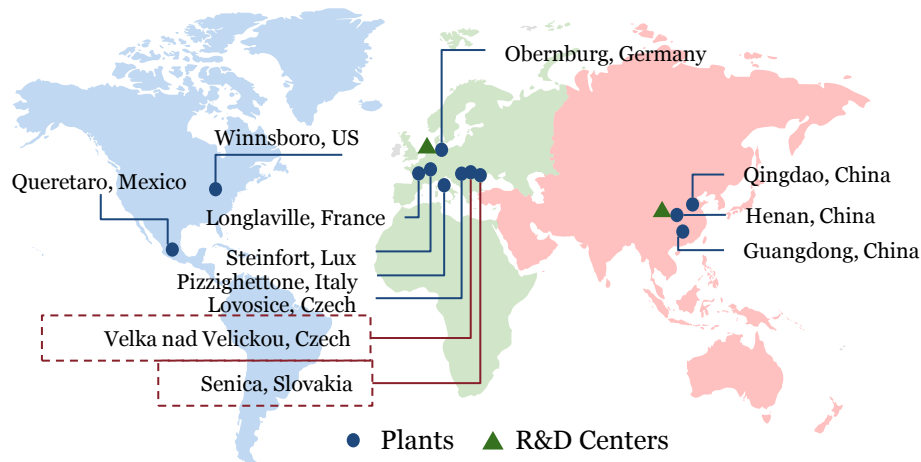 Obernburg, Germany
Winnsboro, US
Queretaro, Mexico
Qingdao, China
Longlaville, France
Henan, China
Steinfort, Lux
Guangdong, China
Pizzighettone, Italy
Lovosice, Czech
Velka nad Velickou, Czech
Senica, Slovakia
Plants
R&D Centers